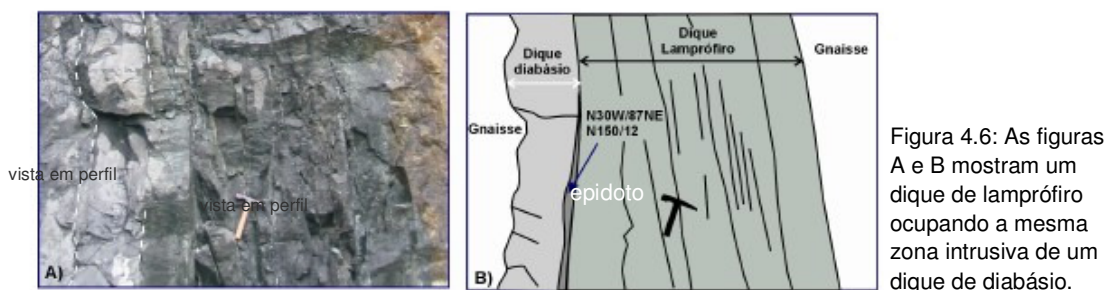 vista em perfil
vista em perfil
A)
Dique
diabásio
Dique
Lamprófiro
Gnaisse
Gnaisse
N30W/87NE
N150/12
epidoto
B)
Figura 4.6: As figuras
A e B mostram um
dique de lamprófiro
ocupando a mesma
zona intrusiva de um
dique de diabásio.